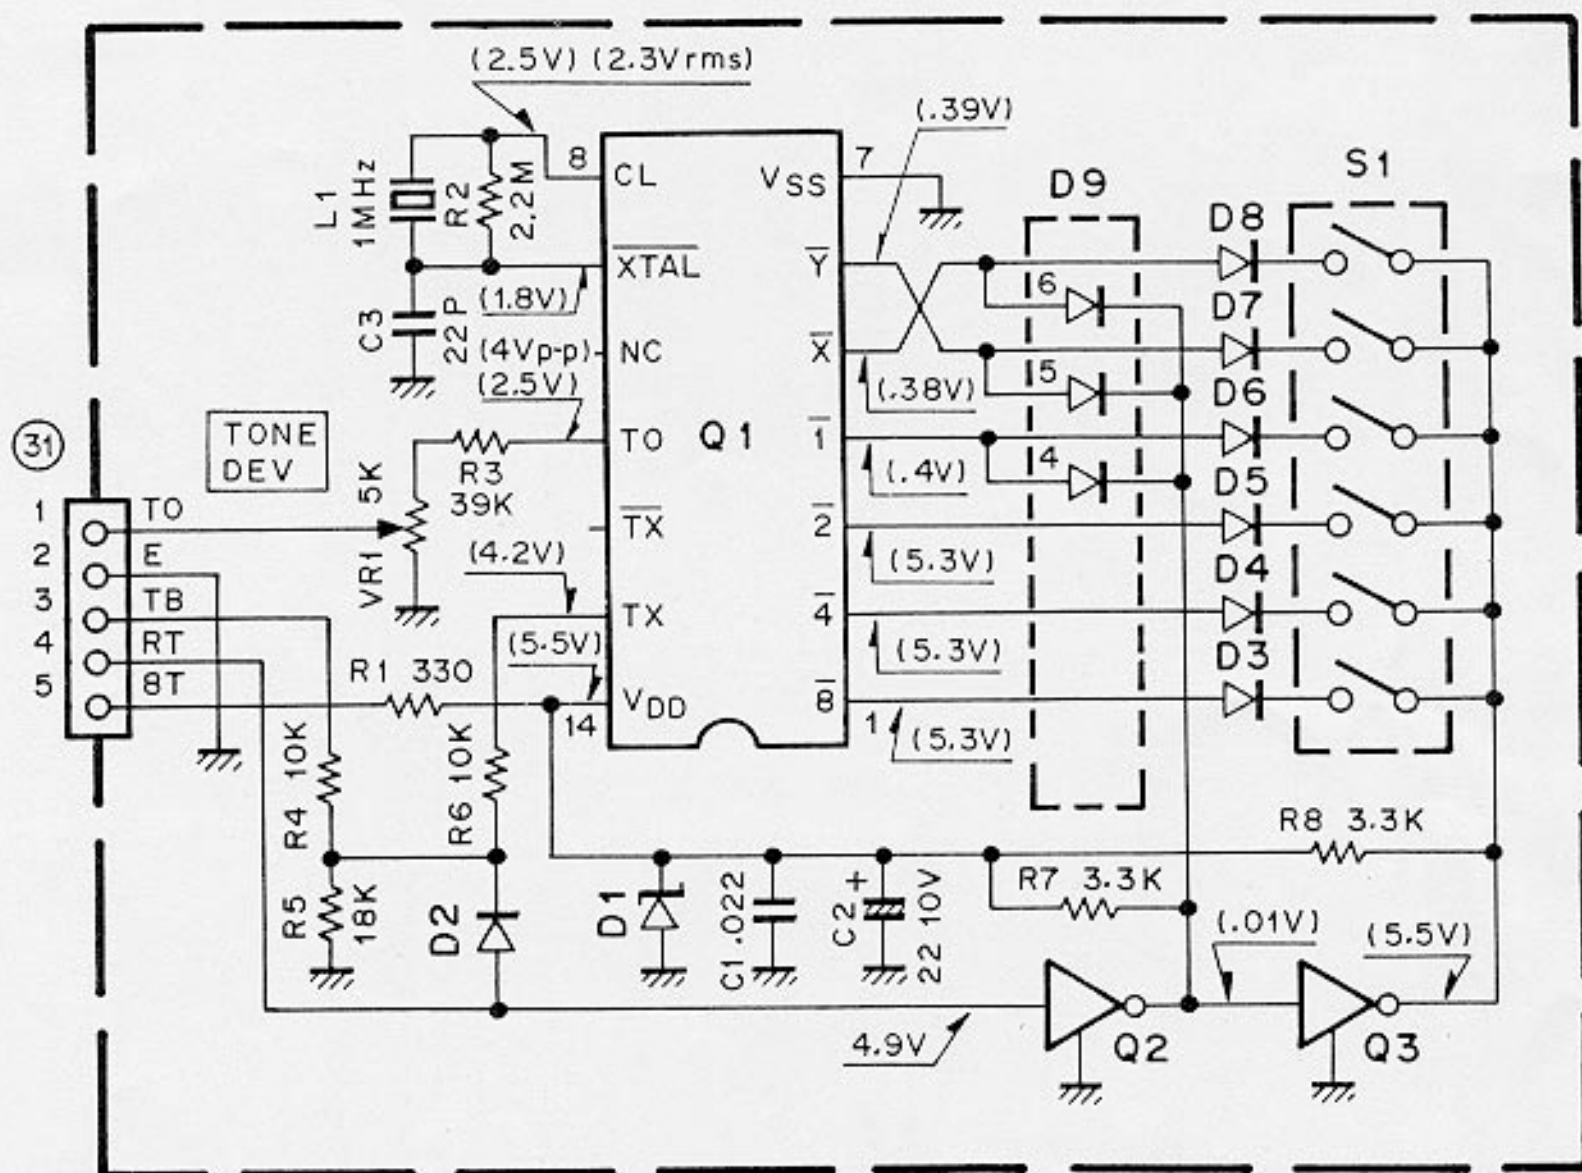 (2.5V) (2.3Vrms)
(.39V)
L1
1MHz
R2
2.2M
8
CL
VSS
7
D9
S1
D8
XTAL
Y
6
(1.8V)
C3
22P
D7
(4Vp-p)
NC
X
5
(2.5V)
(.38V)
D6
31
TONE
DEV
5K
R3
39K
TO
Q1
1
4
(.4V)
D5
1
TO
VR1
TX
2
2
E
(4.2V)
(5.3V)
D4
3
TB
TX
4
4
RT
(5.5V)
(5.3V)
D3
5
8T
R1 330
14
VDD
8
1
(5.3V)
R4 10K
R6 10K
R8 3.3K
R5
18K
D2
D1
C1 .022
C2
+
22 10V
R7 3.3K
(.01V)
(5.5V)
4.9V
Q2
Q3